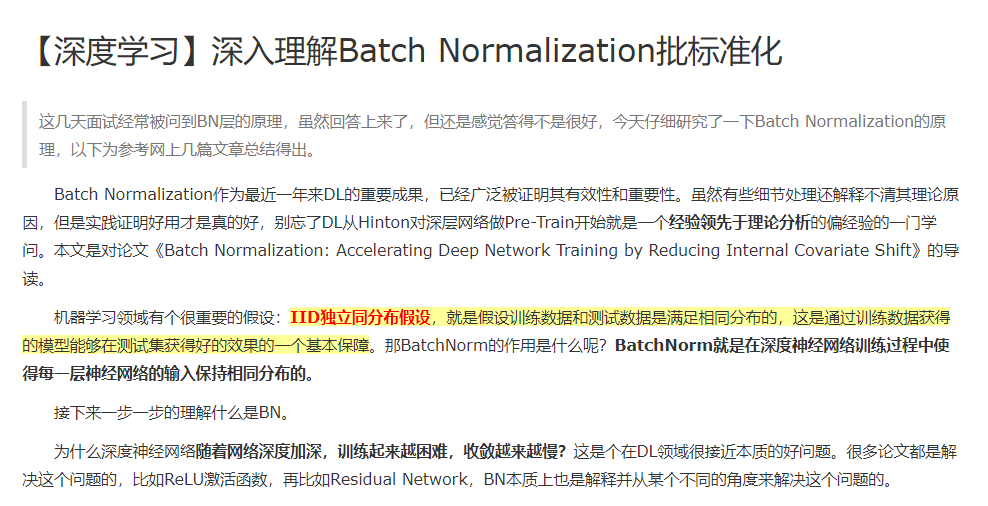 【深度学习】深入理解Batch Normalization批标准化
这几天面试经常被问到BN层的原理，虽然回答上来了，但还是感觉答得不是很好，今天仔细研究了一下Batch Normalization的原
理，以下为参考网上几篇文章总结得出。
Batch Normalization作为最近一年来DL的重要成果，已经广泛被证明其有效性和重要性。虽然有些细节处理还解释不清其理论原
因，但是实践证明好用才是真的好，别忘了DL从Hinton对深层网络做Pre-Train开始就是一个经验领先于理论分析的偏经验的一门学
问。本文是对论文《Batch Normalization: Accelerating Deep Network Training by Reducing Internal Covariate Shift》的导
读。
机器学习领域有个很重要的假设：IID独立同分布假设，就是假设训练数据和测试数据是满足相同分布的，这是通过训练数据获得
的模型能够在测试集获得好的效果的一个基本保障。那BatchNorm的作用是什么呢？BatchNorm就是在深度神经网络训练过程中使
得每一层神经网络的输入保持相同分布的。
接下来一步一步的理解什么是BN。
为什么深度神经网络随着网络深度加深，训练起来越困难，收敛越来越慢？这是个在DL领域很接近本质的好问题。很多论文都是解
决这个问题的，比如ReLU激活函数，再比如Residual Network，BN本质上也是解释并从某个不同的角度来解决这个问题的。